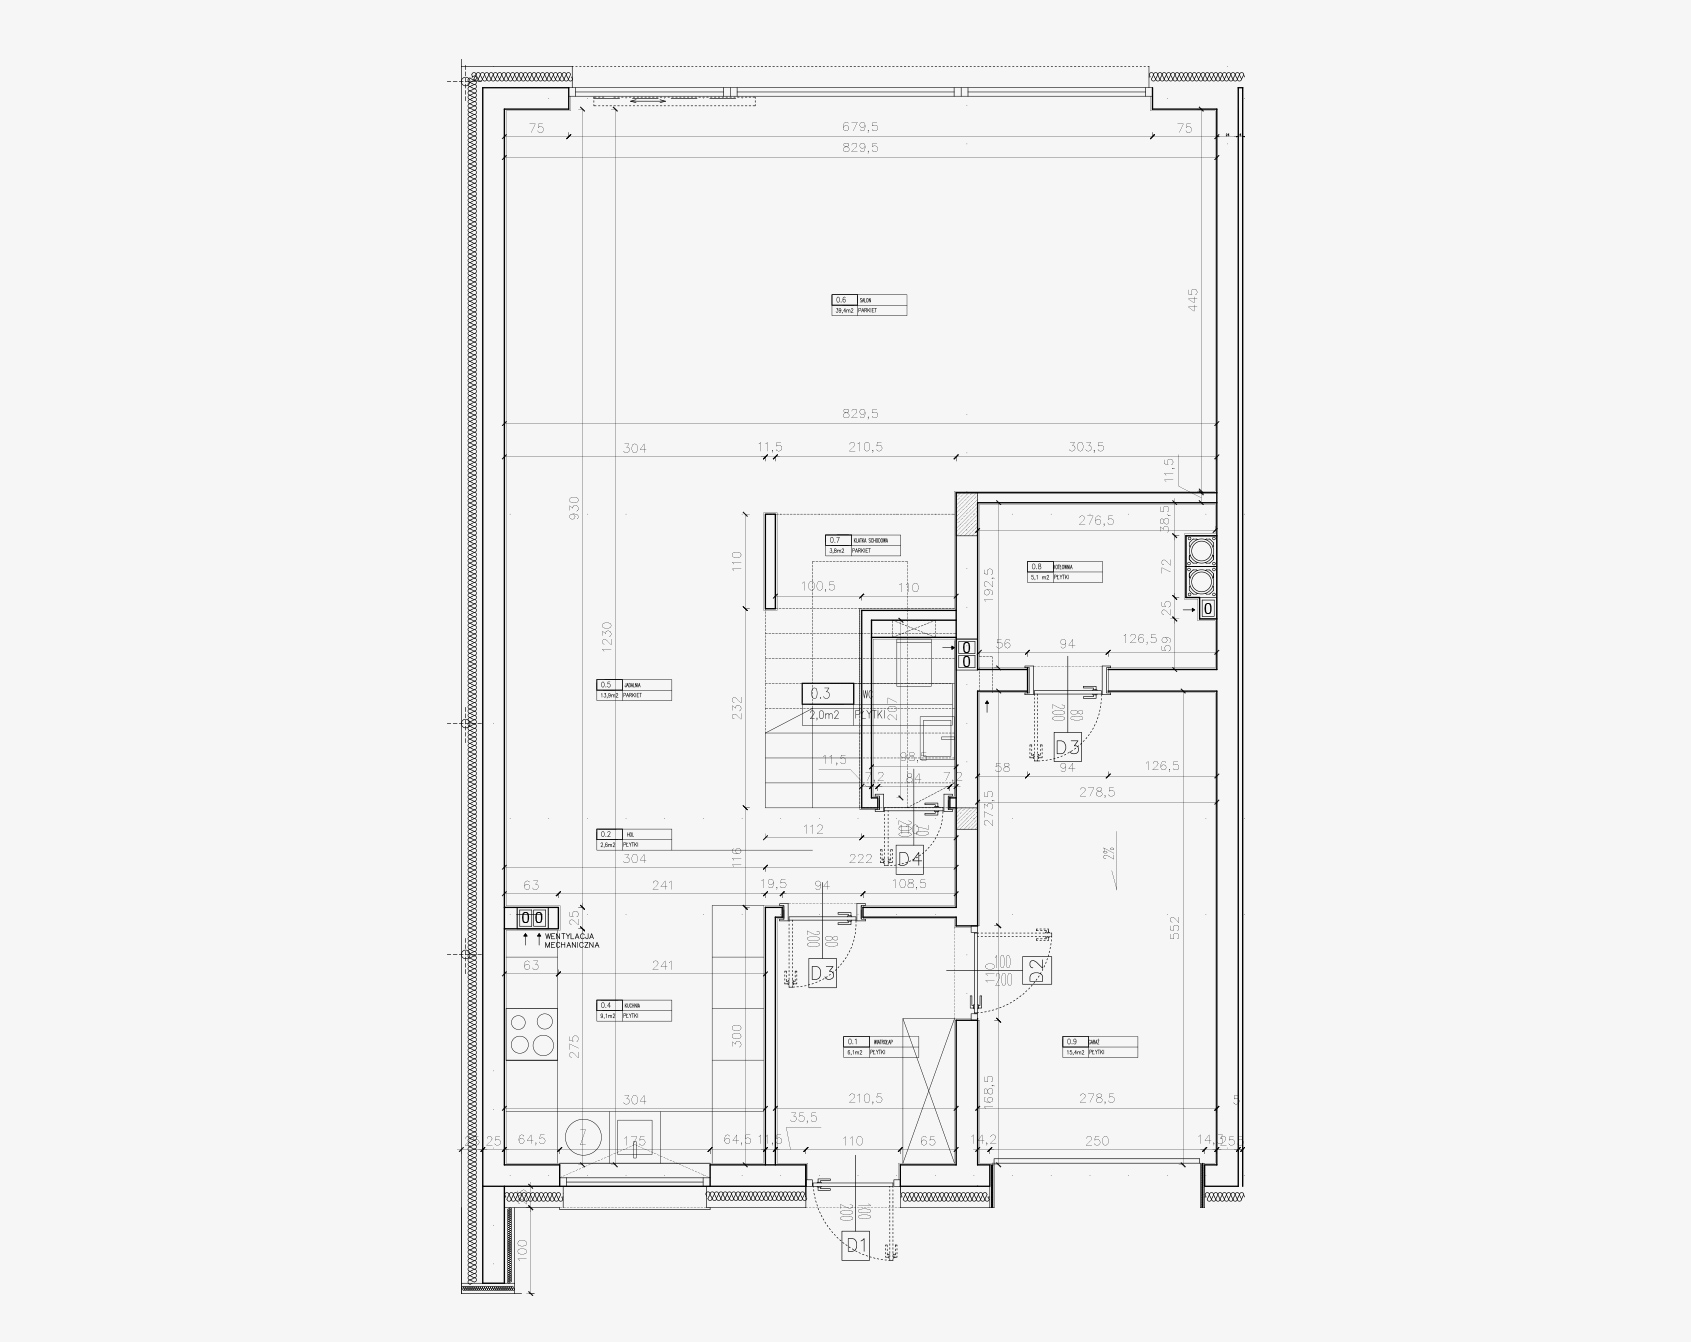 75 679,5 75
829,5
445
0.6 SALON
39,4m2 PARKIET
829,5
304 11,5 210,5 303,5
11,5
930
110
0.7 KLATKA SCHODOWA
3,8m2 PARKIET
276,5
38,5
72
0.8 KOTŁOWNIA
5,1 m2 PŁYTKI
192,5
100,5 110
25
0
1230
56 94 126,5
59
0
0
0.5 JADALNIA
13,9m2 PARKIET
0.3 WC
2,0m2 PŁYTKI
232
207
80
200
D3
11,5
98,5
58 94 126,5
7,2 84 7,2
278,5
273,5
0.2 HOL
2,6m2 PŁYTKI
112
70
200
D4
2%
304 222
116
63 241 19,5 94 108,5
0 0
25
WENTYLACJA
MECHANICZNA
552
63 241
80
200
D3
100
200
110
D2
0.4 KUCHNIA
9,1m2 PŁYTKI
275
300
0.1 WIATROŁAP
6,1m2 PŁYTKI
0.9 GARAŻ
15,4m2 PŁYTKI
168,5
304 210,5 278,5
35,5
25 64,5 Z 175 64,5 11,5 110 65 14,2 250 14,3 25
100
100
200
D1